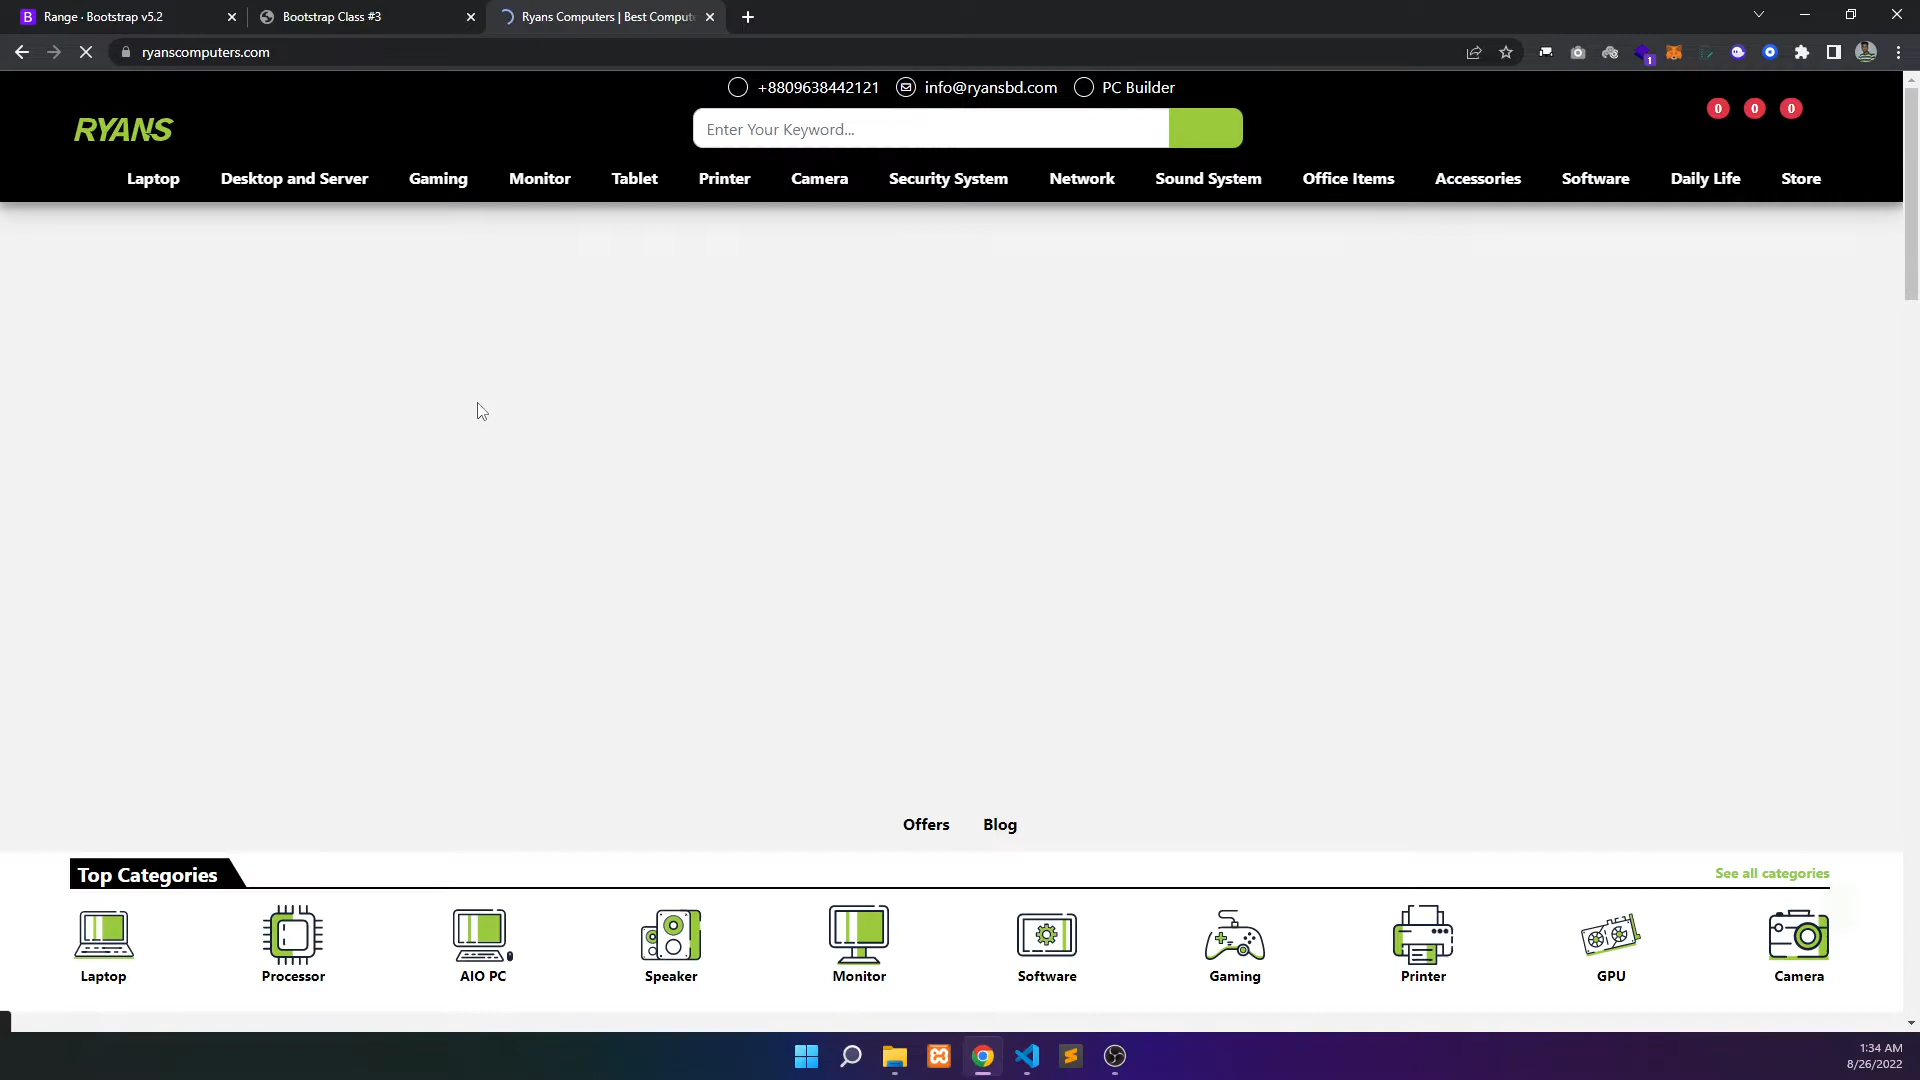 Range · Bootstrap v5.2
Bootstrap Class #3
Ryans Computers | Best Compute
ryanscomputers.com
1
+8809638442121
info@ryansbd.com
PC Builder
RYANS
Enter Your Keyword...
0 0 0
Laptop Desktop and Server Gaming Monitor Tablet Printer Camera Security System Network Sound System Office Items Accessories Software Daily Life Store
Offers Blog
Top Categories
See all categories
Laptop Processor AIO PC Speaker Monitor Software Gaming Printer GPU Camera
1:34 AM
8/26/2022